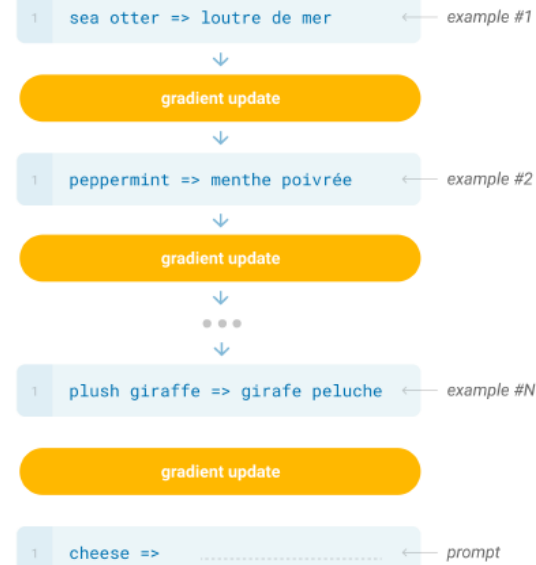 1 sea otter => loutre de mer ← example #1
↓
gradient update
↓
1 peppermint => menthe poivrée ← example #2
↓
gradient update
↓
•••
↓
1 plush giraffe => girafe peluche ← example #N
gradient update
1 cheese => .................... ← prompt